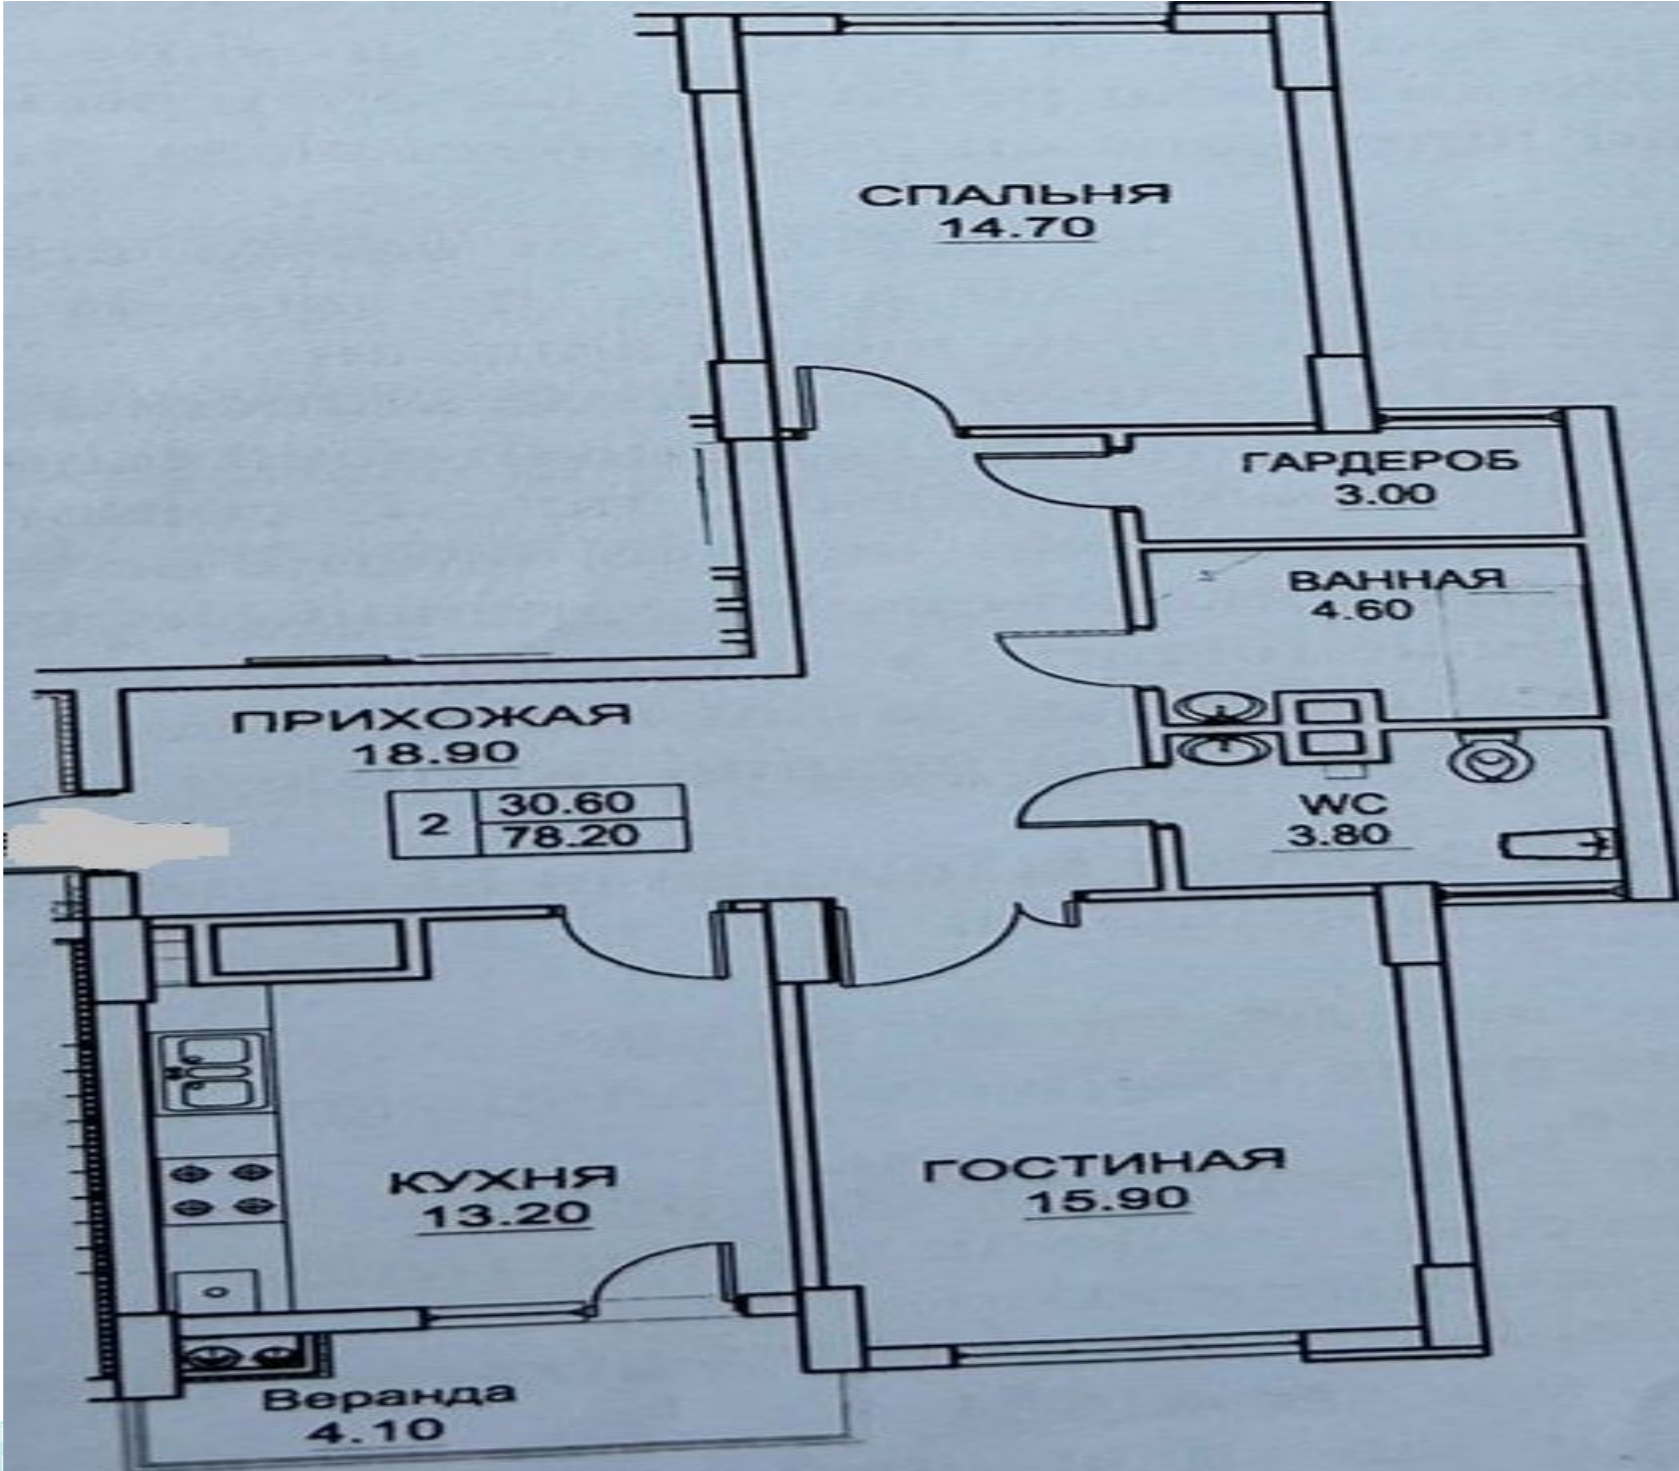 СПАЛЬНЯ
14.70
ГАРДЕРОБ
3.00
ВАННАЯ
4.60
ПРИХОЖАЯ
18.90
2
30.60
78.20
WC
3.80
КУХНЯ
13.20
ГОСТИНАЯ
15.90
Веранда
4.10